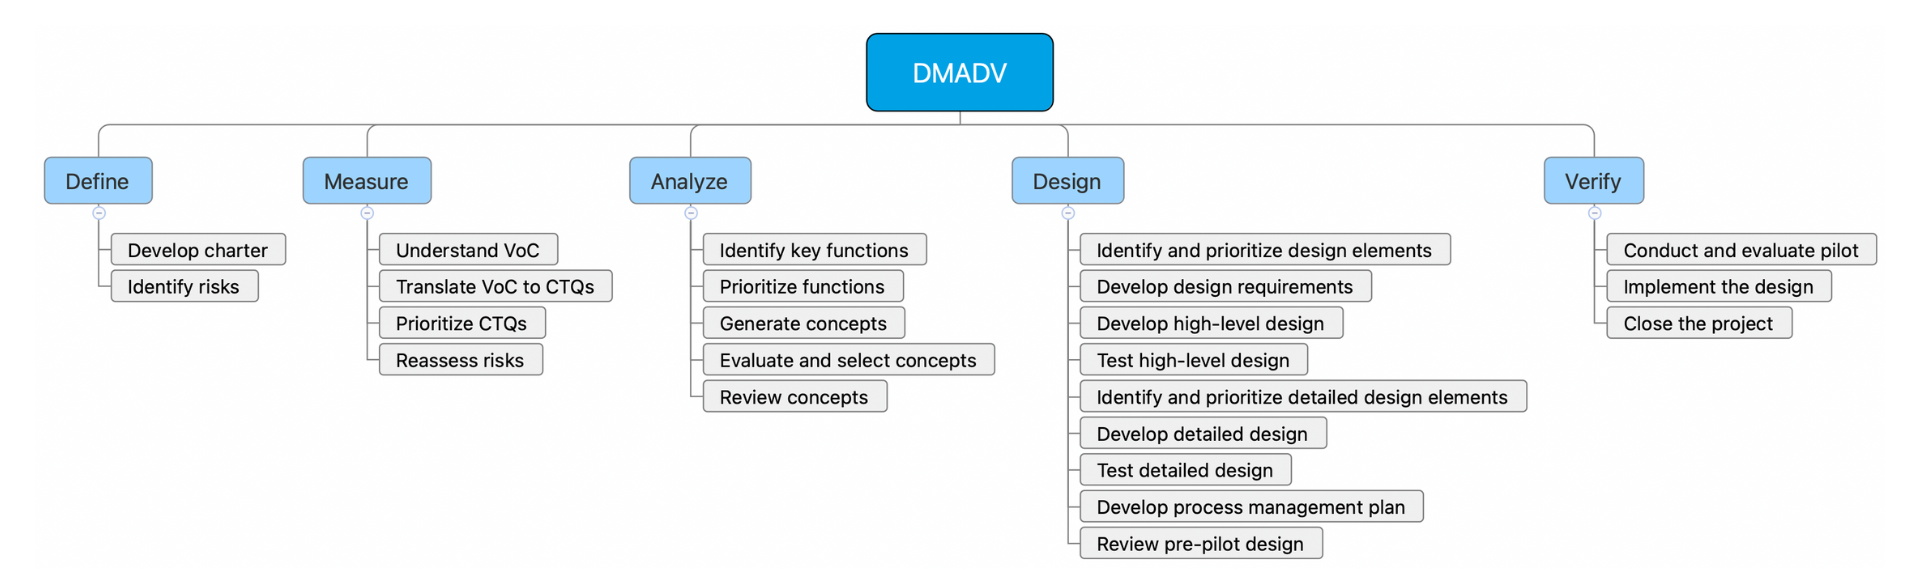 DMADV
Define
Develop charter
Identify risks
Measure
Understand VoC
Translate VoC to CTQs
Prioritize CTQs
Reassess risks
Analyze
Identify key functions
Prioritize functions
Generate concepts
Evaluate and select concepts
Review concepts
Design
Identify and prioritize design elements
Develop design requirements
Develop high-level design
Test high-level design
Identify and prioritize detailed design elements
Develop detailed design
Test detailed design
Develop process management plan
Review pre-pilot design
Verify
Conduct and evaluate pilot
Implement the design
Close the project